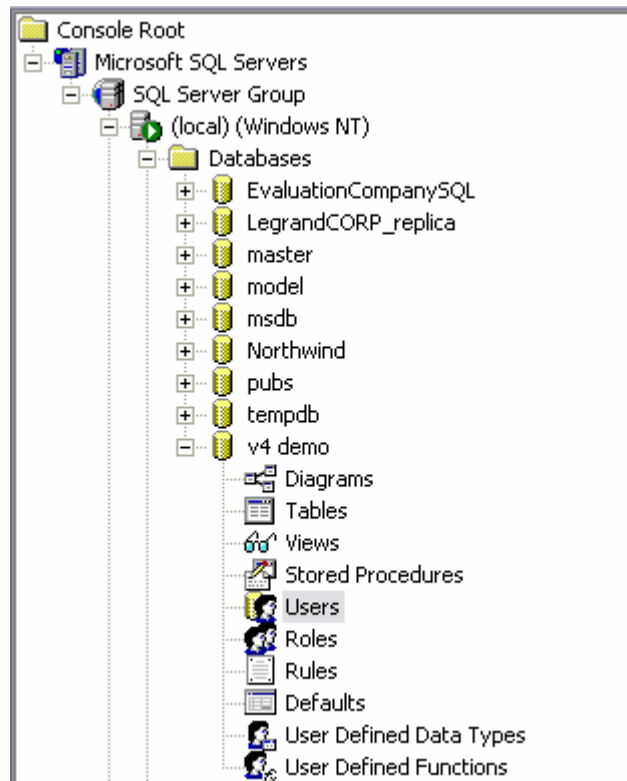 Console Root
Microsoft SQL Servers
SQL Server Group
(local) (Windows NT)
Databases
EvaluationCompanySQL
LegrandCORP_replica
master
model
msdb
Northwind
pubs
tempdb
v4 demo
Diagrams
Tables
Views
Stored Procedures
Users
Roles
Rules
Defaults
User Defined Data Types
User Defined Functions